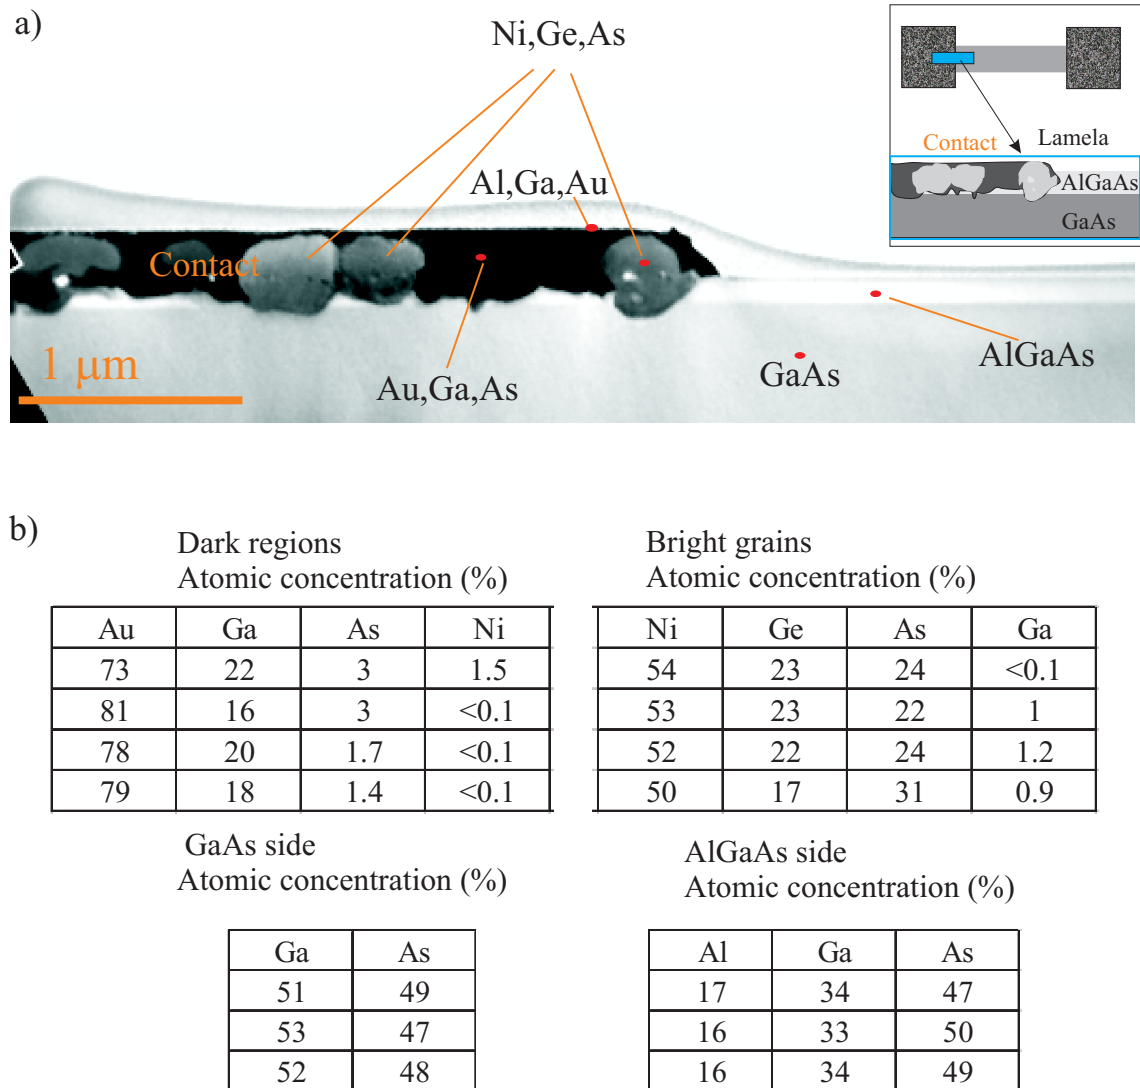 a)
Ni,Ge,As
Al,Ga,Au
Contact
Au,Ga,As
GaAs
AlGaAs
1 μm
Contact
Lamela
AlGaAs
GaAs
b)
Dark regions
Atomic concentration (%)
Au Ga As Ni
73 22 3 1.5
81 16 3 <0.1
78 20 1.7 <0.1
79 18 1.4 <0.1
Bright grains
Atomic concentration (%)
Ni Ge As Ga
54 23 24 <0.1
53 23 22 1
52 22 24 1.2
50 17 31 0.9
GaAs side
Atomic concentration (%)
Ga As
51 49
53 47
52 48
AlGaAs side
Atomic concentration (%)
Al Ga As
17 34 47
16 33 50
16 34 49